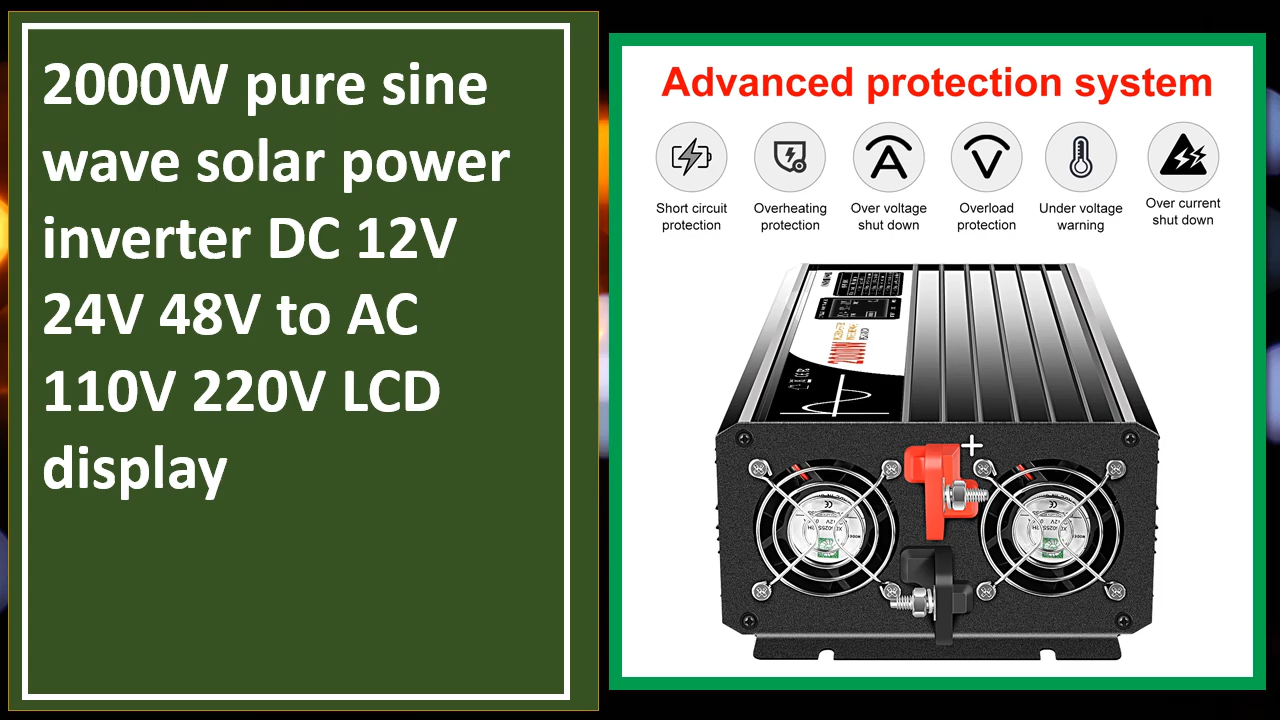 2000W pure sine
wave solar power
inverter DC 12V
24V 48V to AC
110V 220V LCD
display
Advanced protection system
Short circuit
protection
Overheating
protection
Over voltage
shut down
Overload
protection
Under voltage
warning
Over current
shut down
A
V
+
2000W